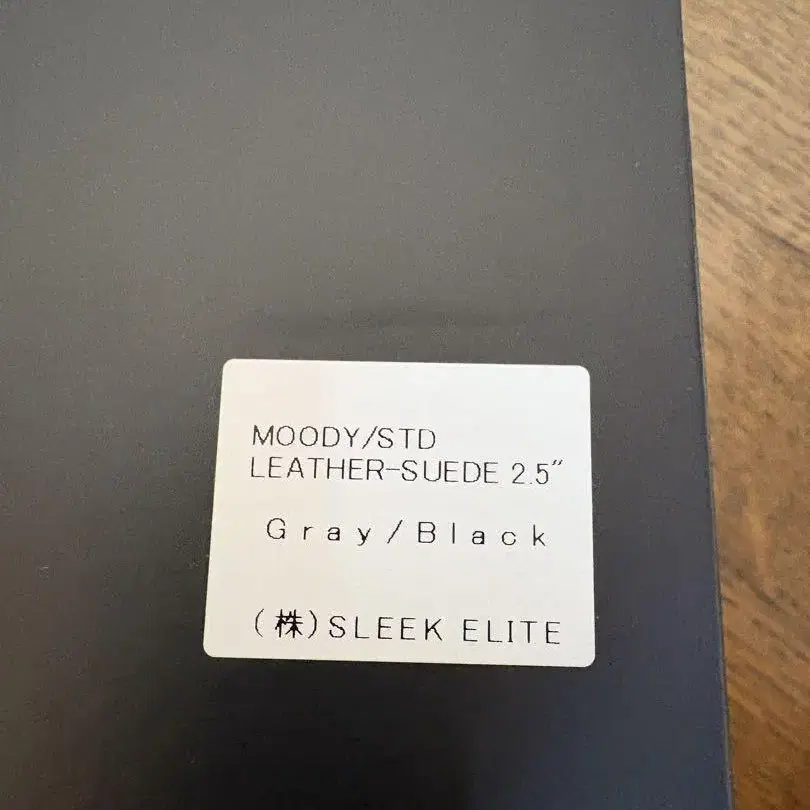 MOODY/STD
LEATHER-SUEDE 2.5″
Gray/Black
(株)SLEEK ELITE